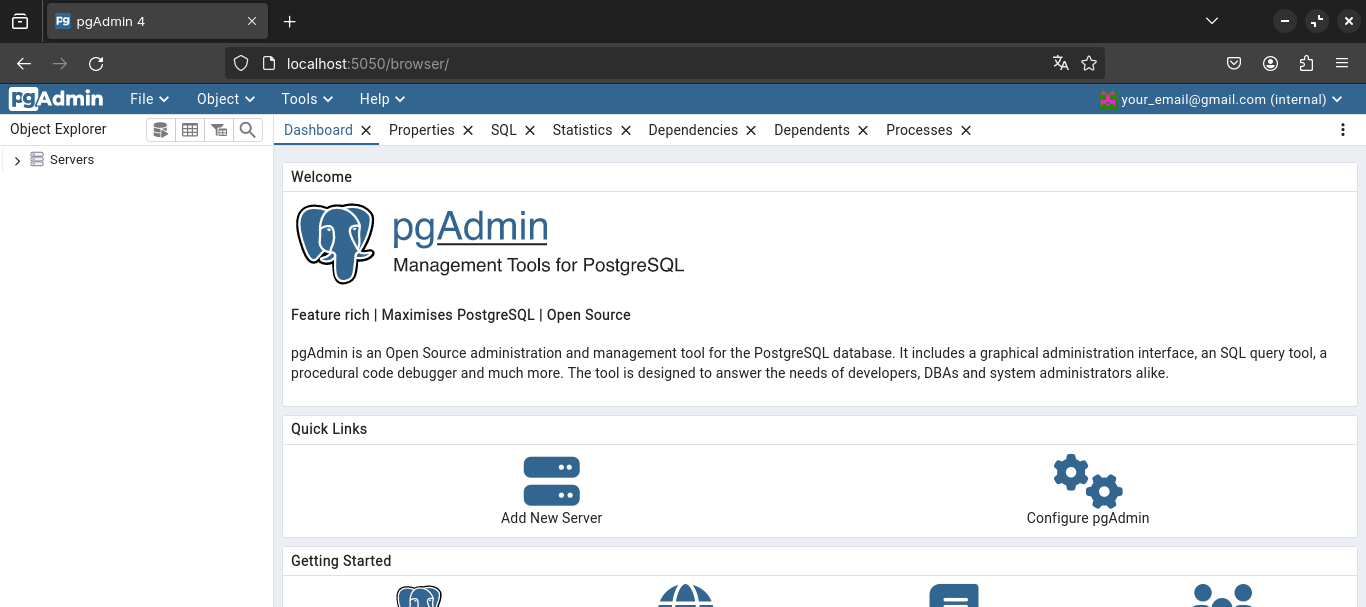 pg pgAdmin 4
localhost:5050/browser/
pgAdmin File Object Tools Help your_email@gmail.com (internal)
Object Explorer
Dashboard Properties SQL Statistics Dependencies Dependents Processes
Servers
Welcome
pgAdmin
Management Tools for PostgreSQL
Feature rich | Maximises PostgreSQL | Open Source
pgAdmin is an Open Source administration and management tool for the PostgreSQL database. It includes a graphical administration interface, an SQL query tool, a
procedural code debugger and much more. The tool is designed to answer the needs of developers, DBAs and system administrators alike.
Quick Links
Add New Server
Configure pgAdmin
Getting Started